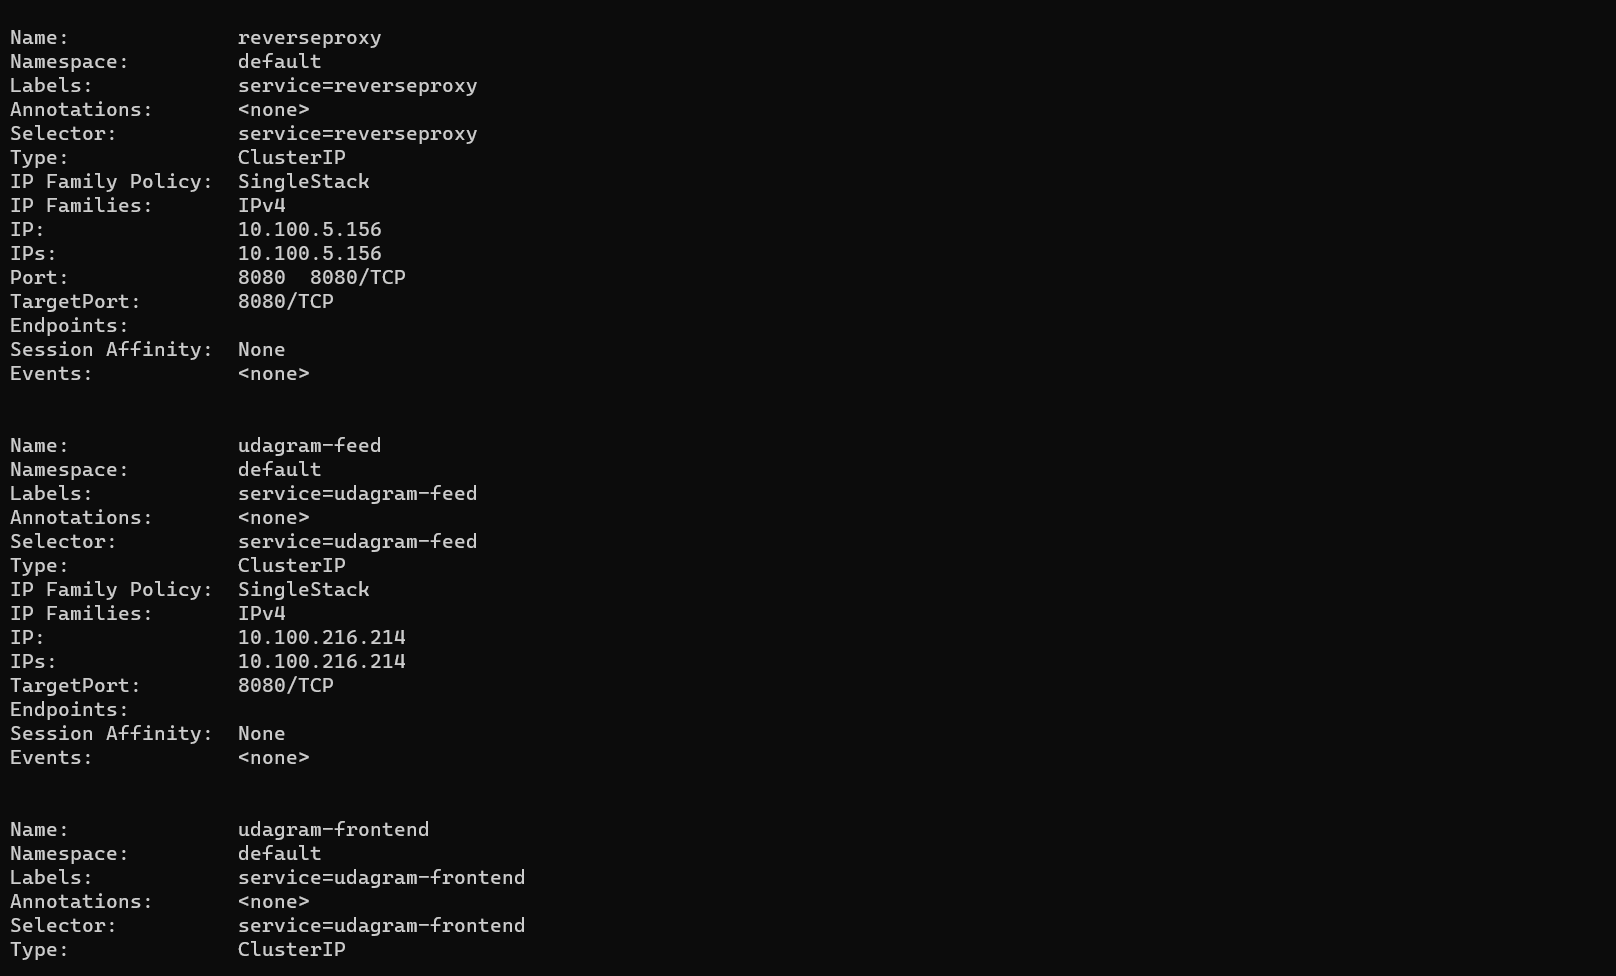 Name:              reverseproxy
Namespace:         default
Labels:            service=reverseproxy
Annotations:       <none>
Selector:          service=reverseproxy
Type:              ClusterIP
IP Family Policy:  SingleStack
IP Families:       IPv4
IP:                10.100.5.156
IPs:               10.100.5.156
Port:              8080  8080/TCP
TargetPort:        8080/TCP
Endpoints:
Session Affinity:  None
Events:            <none>
Name:              udagram-feed
Namespace:         default
Labels:            service=udagram-feed
Annotations:       <none>
Selector:          service=udagram-feed
Type:              ClusterIP
IP Family Policy:  SingleStack
IP Families:       IPv4
IP:                10.100.216.214
IPs:               10.100.216.214
TargetPort:        8080/TCP
Endpoints:
Session Affinity:  None
Events:            <none>
Name:              udagram-frontend
Namespace:         default
Labels:            service=udagram-frontend
Annotations:       <none>
Selector:          service=udagram-frontend
Type:              ClusterIP